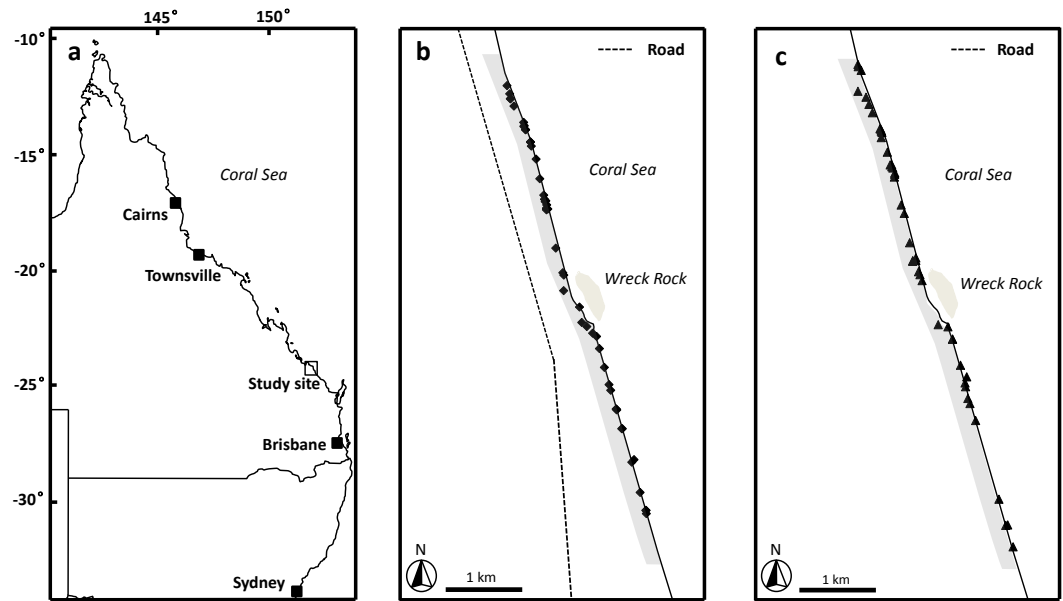 145° 150°
-10°
-15°
-20°
-25°
-30°
a
Coral Sea
Cairns
Townsville
Study site
Brisbane
Sydney
b
Road
Coral Sea
Wreck Rock
N
1 km
c
Road
Coral Sea
Wreck Rock
N
1 km